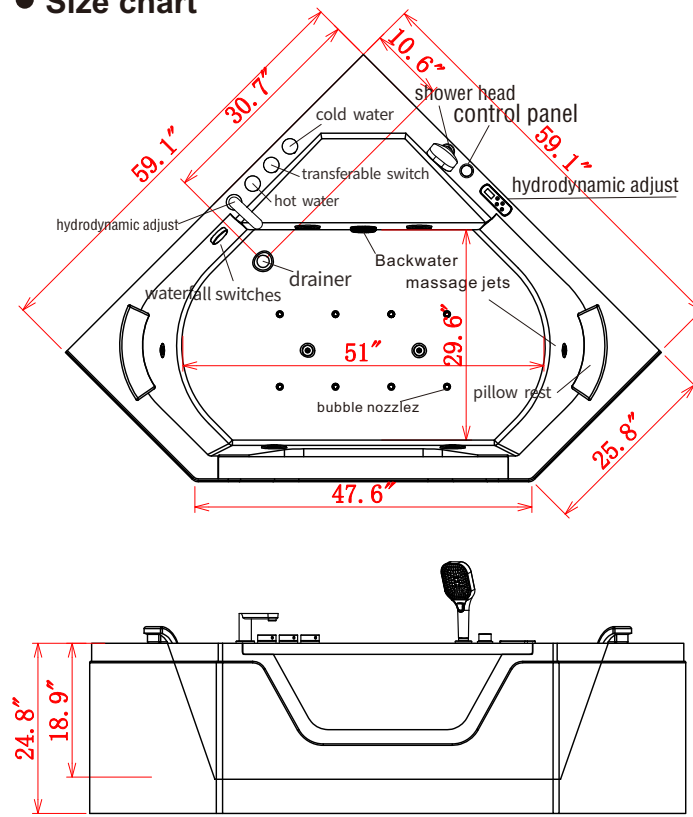 ● Size chart
10.6″
30.7″
59.1″
59.1″
shower head
control panel
cold water
transferable switch
hydrodynamic adjust
hot water
hydrodynamic adjust
Backwater
drainer
massage jets
waterfall switches
29.6″
51″
pillow rest
bubble nozzlez
25.8″
47.6″
24.8″
18.9″